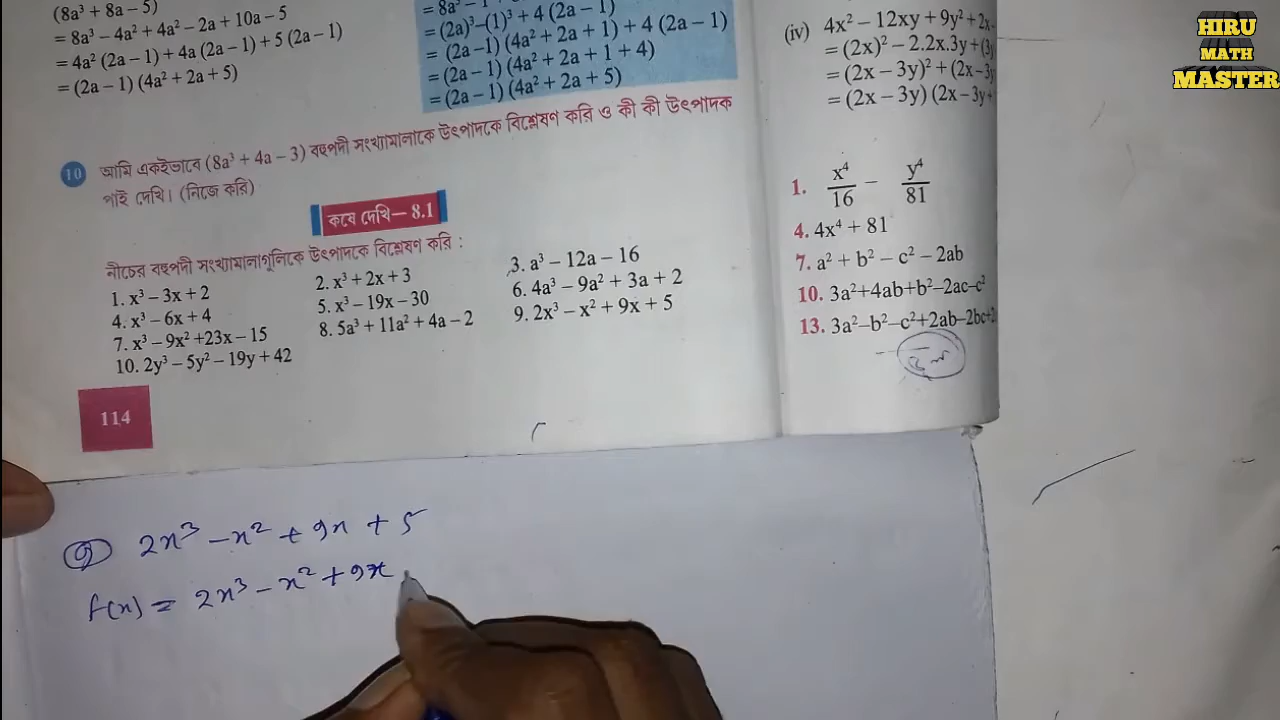 (8a³ + 8a – 5)
= 8a³ – 4a² + 4a² – 2a + 10a – 5
= 4a² (2a – 1) + 4a (2a – 1) + 5 (2a – 1)
= (2a – 1) (4a² + 2a + 5)
= (2a)³–(1)³ + 4 (2a – 1)
= (2a – 1) (4a² + 2a + 1) + 4 (2a – 1)
= (2a – 1) (4a² + 2a + 1 + 4)
= (2a – 1) (4a² + 2a + 5)
10 আমি একইভাবে (8a³ + 4a – 3) বহুপদী সংখ্যামালাকে উৎপাদকে বিশ্লেষণ করি ও কী কী উৎপাদক
পাই দেখি। (নিজে করি)
কষে দেখি – 8.1
নীচের বহুপদী সংখ্যামালাগুলিকে উৎপাদকে বিশ্লেষণ করি :
1. x³ – 3x + 2 2. x³ + 2x + 3 3. a³ – 12a – 16
4. x³ – 6x + 4 5. x³ – 19x – 30 6. 4a³ – 9a² + 3a + 2
7. x³ – 9x² +23x – 15 8. 5a³ + 11a² + 4a – 2 9. 2x³ – x² + 9x + 5
10. 2y³ – 5y² – 19y + 42
114
(iv) 4x² – 12xy + 9y² + 2x
= (2x)² – 2.2x.3y + (3y
= (2x – 3y)² + (2x – 3y
= (2x – 3y) (2x – 3y +
1. x⁴/16 – y⁴/81
4. 4x⁴ + 81
7. a² + b² – c² – 2ab
10. 3a²+4ab+b²–2ac–c²
13. 3a²–b²–c²+2ab–2bc+2
HIRU
MATH
MASTER
9 2x³ – x² + 9x + 5
f(x) = 2x³ – x² + 9x